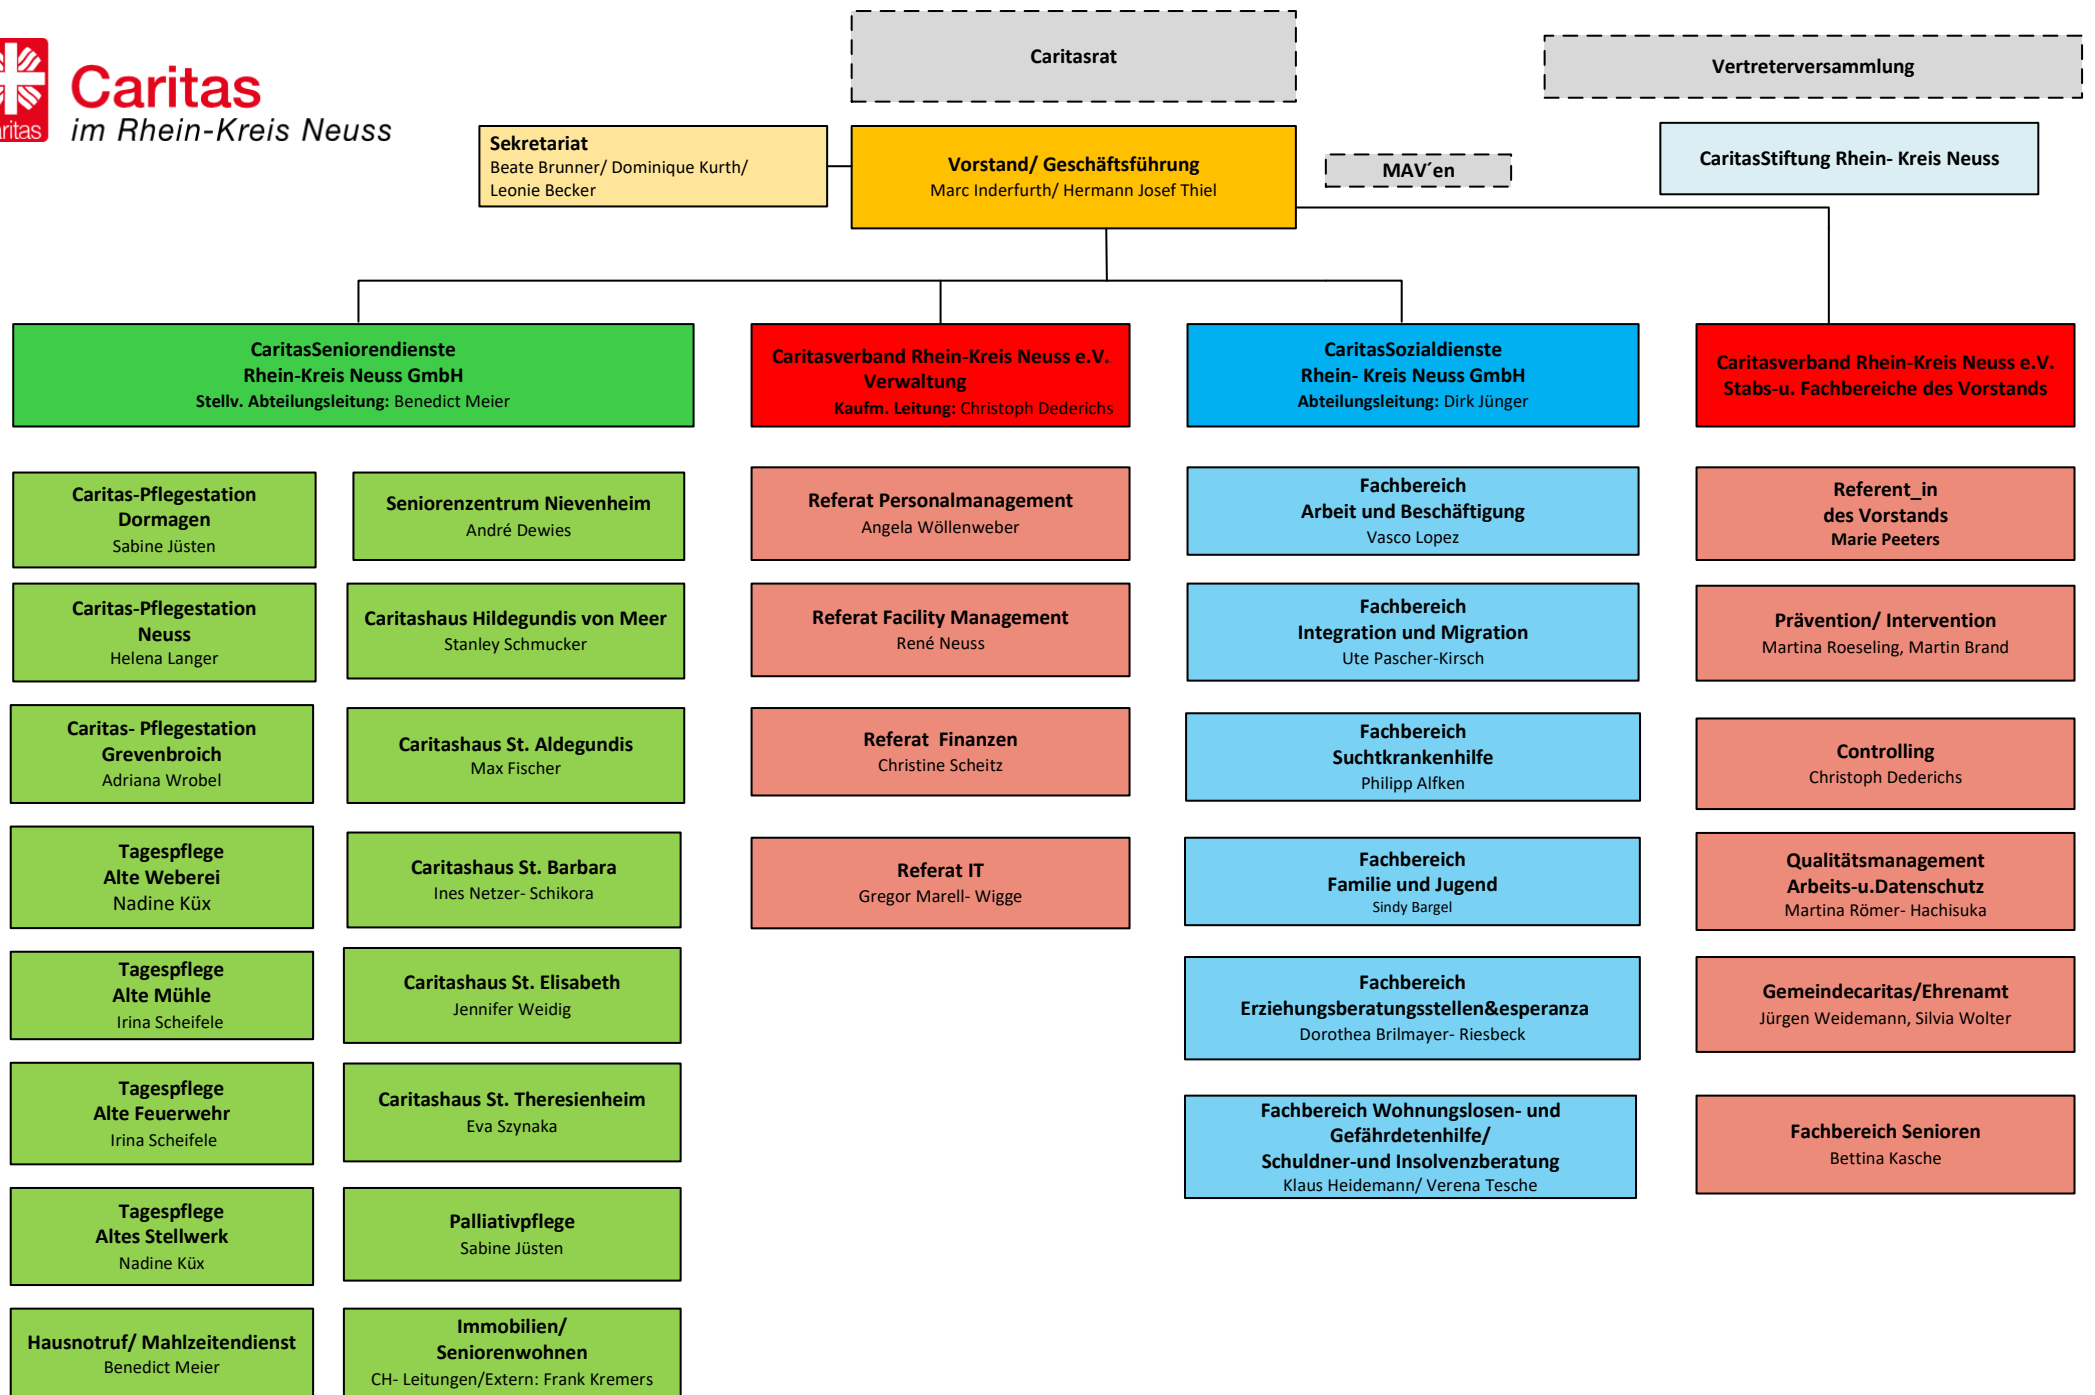 Caritas
im Rhein-Kreis Neuss
Caritasrat
Vertreterversammlung
Sekretariat
Beate Brunner/ Dominique Kurth/
Leonie Becker
Vorstand/ Geschäftsführung
Marc Inderfurth/ Hermann Josef Thiel
MAV´en
CaritasStiftung Rhein- Kreis Neuss
CaritasSeniorendienste
Rhein-Kreis Neuss GmbH
Stellv. Abteilungsleitung: Benedict Meier
Caritasverband Rhein-Kreis Neuss e.V.
Verwaltung
Kaufm. Leitung: Christoph Dederichs
CaritasSozialdienste
Rhein- Kreis Neuss GmbH
Abteilungsleitung: Dirk Jünger
Caritasverband Rhein-Kreis Neuss e.V.
Stabs-u. Fachbereiche des Vorstands
Caritas-Pflegestation
Dormagen
Sabine Jüsten
Caritas-Pflegestation
Neuss
Helena Langer
Caritas- Pflegestation
Grevenbroich
Adriana Wrobel
Tagespflege
Alte Weberei
Nadine Küx
Tagespflege
Alte Mühle
Irina Scheifele
Tagespflege
Alte Feuerwehr
Irina Scheifele
Tagespflege
Altes Stellwerk
Nadine Küx
Hausnotruf/ Mahlzeitendienst
Benedict Meier
Seniorenzentrum Nievenheim
André Dewies
Caritashaus Hildegundis von Meer
Stanley Schmucker
Caritashaus St. Aldegundis
Max Fischer
Caritashaus St. Barbara
Ines Netzer- Schikora
Caritashaus St. Elisabeth
Jennifer Weidig
Caritashaus St. Theresienheim
Eva Szynaka
Palliativpflege
Sabine Jüsten
Immobilien/
Seniorenwohnen
CH- Leitungen/Extern: Frank Kremers
Referat Personalmanagement
Angela Wöllenweber
Referat Facility Management
René Neuss
Referat  Finanzen
Christine Scheitz
Referat IT
Gregor Marell- Wigge
Fachbereich
Arbeit und Beschäftigung
Vasco Lopez
Fachbereich
Integration und Migration
Ute Pascher-Kirsch
Fachbereich
Suchtkrankenhilfe
Philipp Alfken
Fachbereich
Familie und Jugend
Sindy Bargel
Fachbereich
Erziehungsberatungsstellen&esperanza
Dorothea Brilmayer- Riesbeck
Fachbereich Wohnungslosen- und
Gefährdetenhilfe/
Schuldner-und Insolvenzberatung
Klaus Heidemann/ Verena Tesche
Referent_in
des Vorstands
Marie Peeters
Prävention/ Intervention
Martina Roeseling, Martin Brand
Controlling
Christoph Dederichs
Qualitätsmanagement
Arbeits-u.Datenschutz
Martina Römer- Hachisuka
Gemeindecaritas/Ehrenamt
Jürgen Weidemann, Silvia Wolter
Fachbereich Senioren
Bettina Kasche